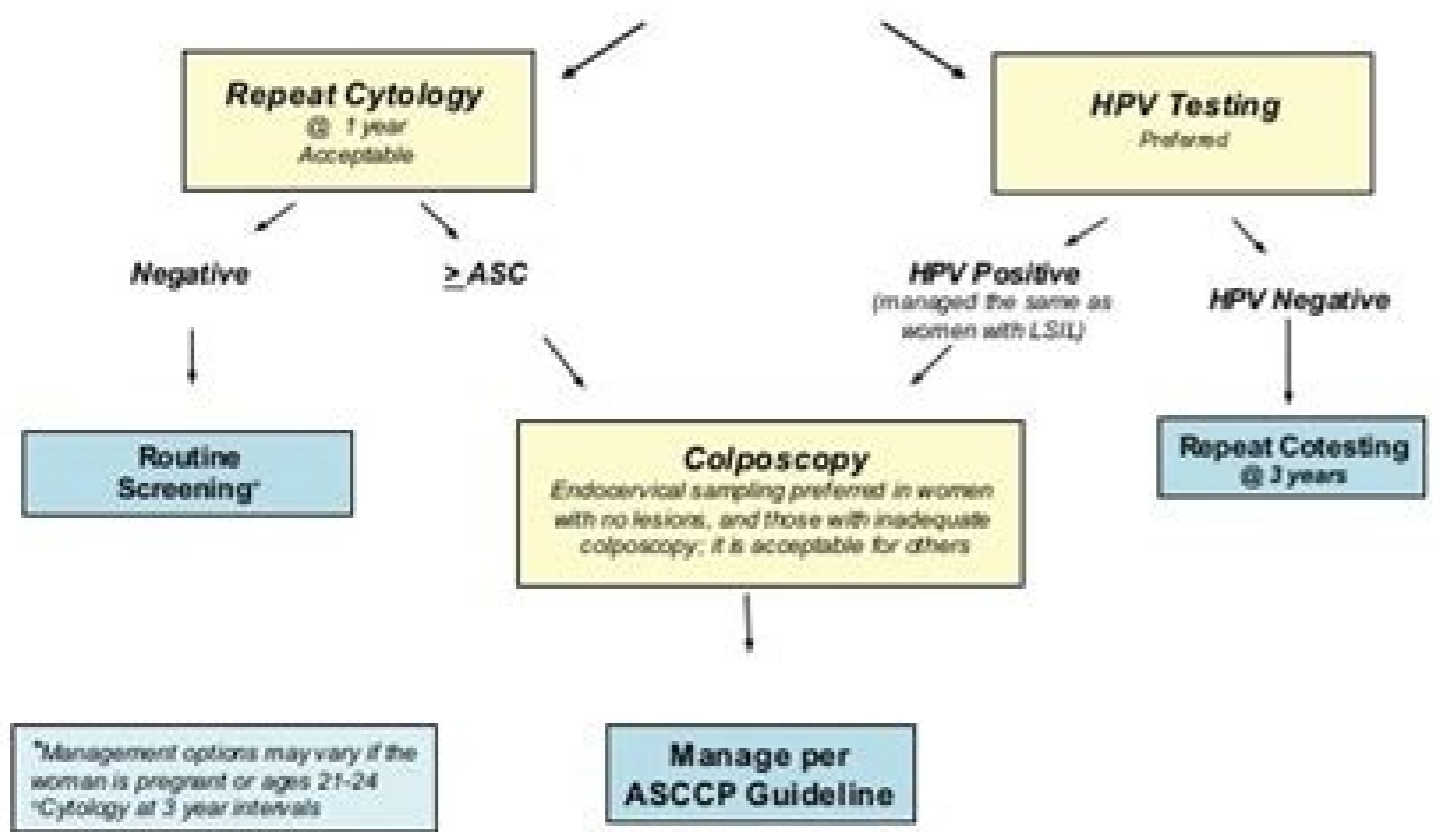 Repeat Cytology
@ 1 year
Acceptable
HPV Testing
Preferred
Negative
≥ ASC
HPV Positive
(managed the same as
women with LSIL)
HPV Negative
Routine
Screening°
Colposcopy
Endocervical sampling preferred in women
with no lesions, and those with inadequate
colposcopy; it is acceptable for others
Repeat Cotesting
@ 3 years
*Management options may vary if the
woman is pregnant or ages 21-24
°Cytology at 3 year intervals
Manage per
ASCCP Guideline